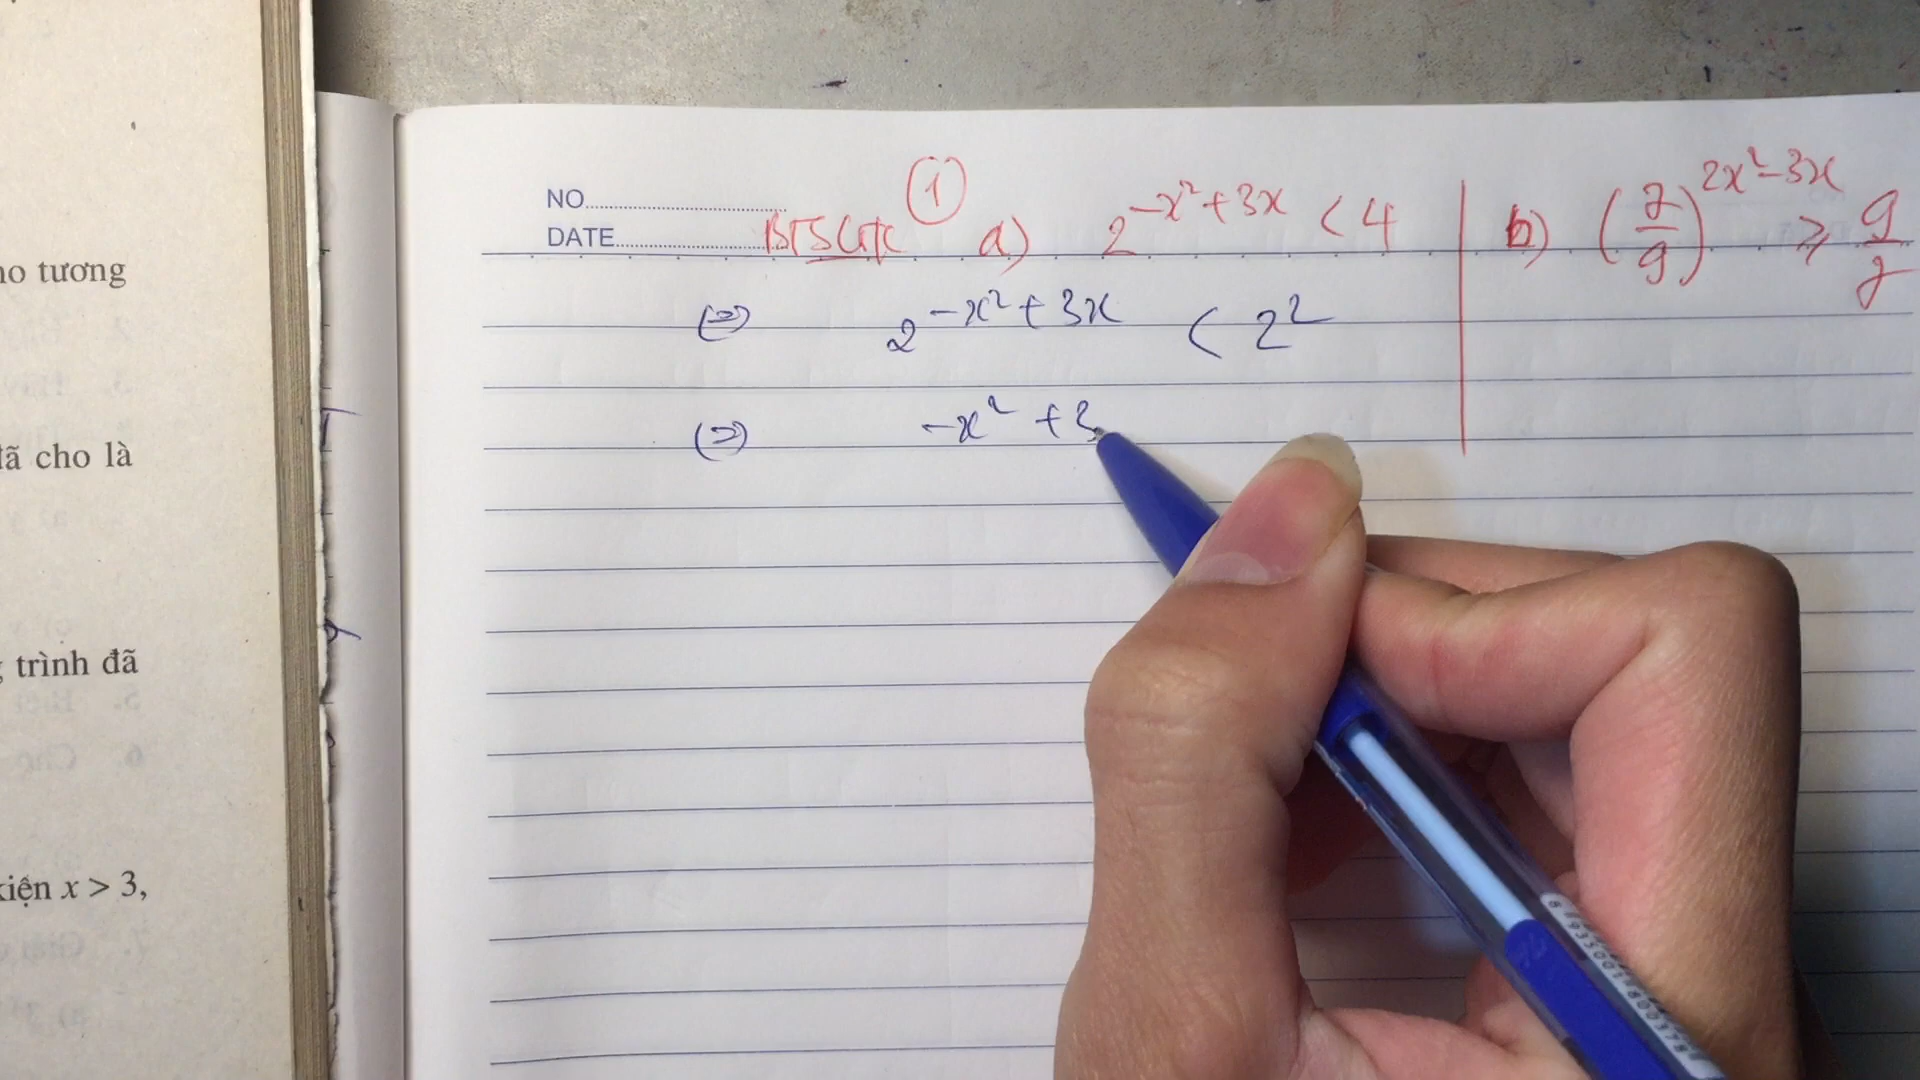 no tương
đã cho là
trình đã
kiện x > 3,
NO
DATE
BTSGK ① a) 2^{-x²+3x} < 4
b) (7/9)^{2x²-3x} ≥ 9/7
⇔ 2^{-x²+3x} < 2²
⇔ -x² + 3